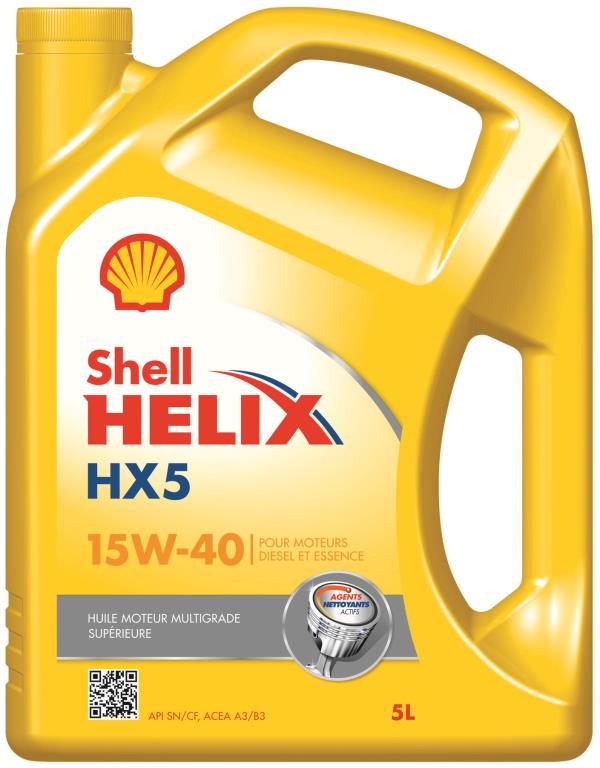 Shell
HELIX
HX5
15W-40
POUR MOTEURS
DIESEL ET ESSENCE
AGENTS
NETTOYANTS
ACTIFS
HUILE MOTEUR MULTIGRADE
SUPÉRIEURE
API SN/CF, ACEA A3/B3
5L